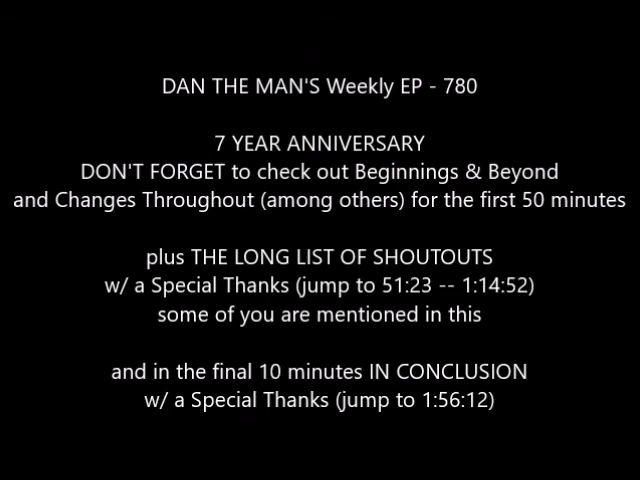 DAN THE MAN'S Weekly EP - 780
7 YEAR ANNIVERSARY
DON'T FORGET to check out Beginnings & Beyond
and Changes Throughout (among others) for the first 50 minutes
plus THE LONG LIST OF SHOUTOUTS
w/ a Special Thanks (jump to 51:23 -- 1:14:52)
some of you are mentioned in this
and in the final 10 minutes IN CONCLUSION
w/ a Special Thanks (jump to 1:56:12)